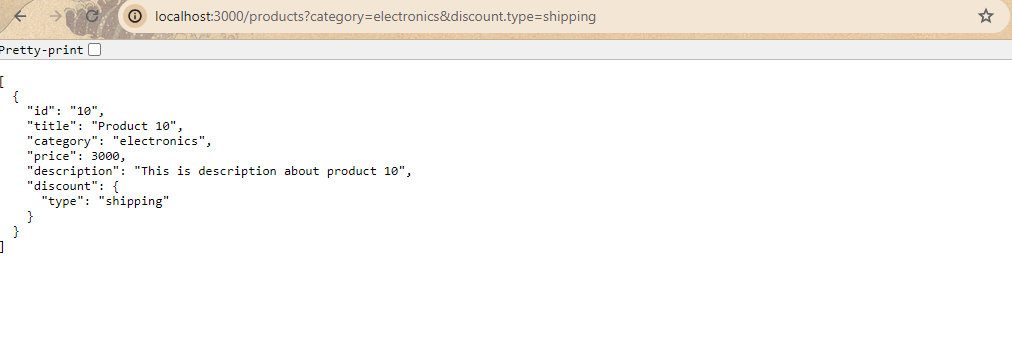 localhost:3000/products?category=electronics&discount.type=shipping
Pretty-print
[
  {
    "id": "10",
    "title": "Product 10",
    "category": "electronics",
    "price": 3000,
    "description": "This is description about product 10",
    "discount": {
      "type": "shipping"
    }
  }
]